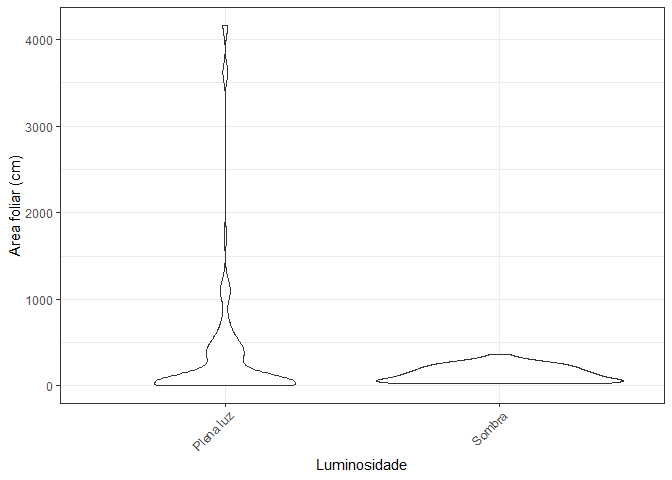 4000
3000
2000
1000
0
Area foliar (cm)
Plena luz
Sombra
Luminosidade